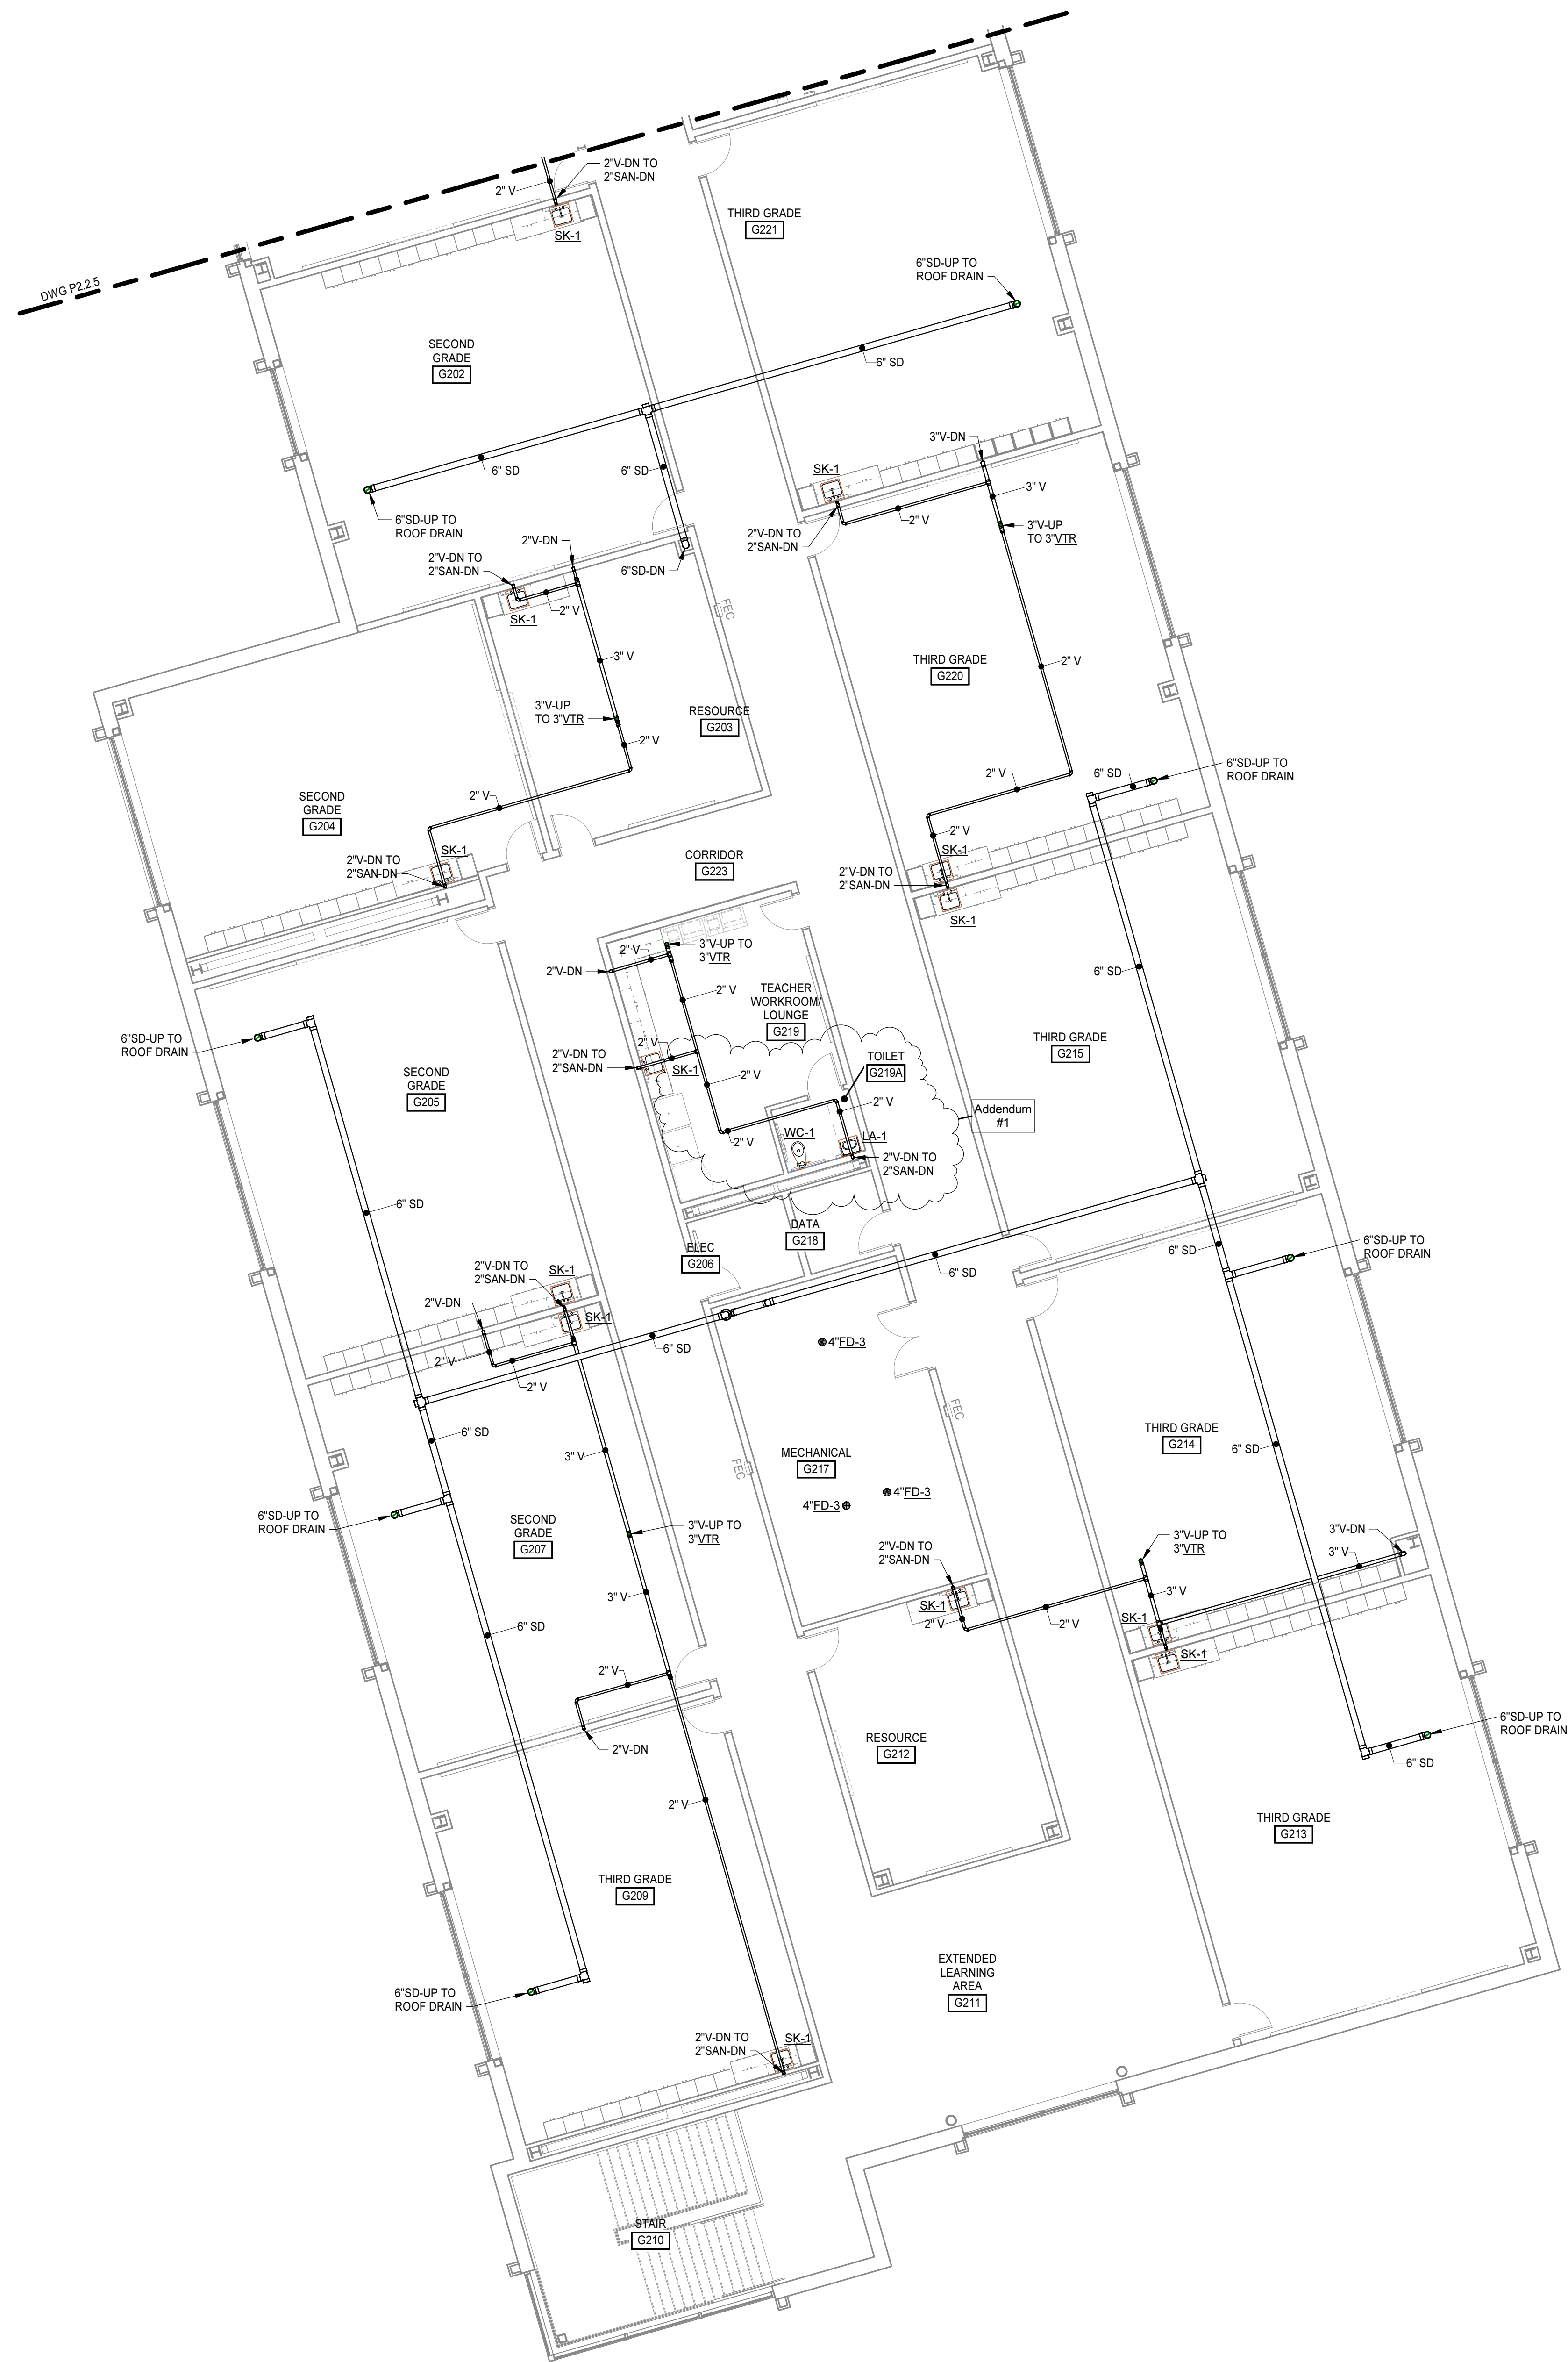 2"V-DN TO
2"SAN-DN
2" V
SK-1
DWG P2.2.5
THIRD GRADE
G221
6"SD-UP TO
ROOF DRAIN
6" SD
SECOND
GRADE
G202
6" SD
6" SD
6"SD-UP TO
ROOF DRAIN
3"V-DN
SK-1
3" V
2" V
3"V-UP
TO 3"VTR
2"V-DN TO
2"SAN-DN
2"V-DN
2"V-DN TO
2"SAN-DN
6"SD-DN
2" V
SK-1
FEC
3" V
THIRD GRADE
G220
2" V
3"V-UP
TO 3"VTR
RESOURCE
G203
2" V
2" V
6" SD
6"SD-UP TO
ROOF DRAIN
2" V
SECOND
GRADE
G204
2" V
SK-1
2"V-DN TO
2"SAN-DN
CORRIDOR
G223
SK-1
2"V-DN TO
2"SAN-DN
SK-1
2" V
3"V-UP TO
3"VTR
2"V-DN
6" SD
2" V
TEACHER
WORKROOM/
LOUNGE
G219
6"SD-UP TO
ROOF DRAIN
THIRD GRADE
G215
2" V
2"V-DN TO
2"SAN-DN
SK-1
TOILET
G219A
SECOND
GRADE
G205
2" V
2" V
Addendum
#1
2" V
WC-1
LA-1
2"V-DN TO
2"SAN-DN
6" SD
DATA
G218
ELEC
G206
6" SD
6" SD
6"SD-UP TO
ROOF DRAIN
2"V-DN TO
2"SAN-DN
SK-1
2"V-DN
SK-1
2" V
6" SD
2" V
4"FD-3
FEC
6" SD
3" V
MECHANICAL
G217
FEC
THIRD GRADE
G214
6" SD
4"FD-3
4"FD-3
6"SD-UP TO
ROOF DRAIN
SECOND
GRADE
G207
3"V-UP TO
3"VTR
3"V-UP TO
3"VTR
3"V-DN
3" V
2"V-DN TO
2"SAN-DN
3" V
3" V
SK-1
2" V
2" V
SK-1
6" SD
SK-1
2" V
2"V-DN
RESOURCE
G212
6"SD-UP TO
ROOF DRAIN
6" SD
2" V
THIRD GRADE
G213
THIRD GRADE
G209
EXTENDED
LEARNING
AREA
G211
6"SD-UP TO
ROOF DRAIN
2"V-DN TO
2"SAN-DN
SK-1
STAIR
G210